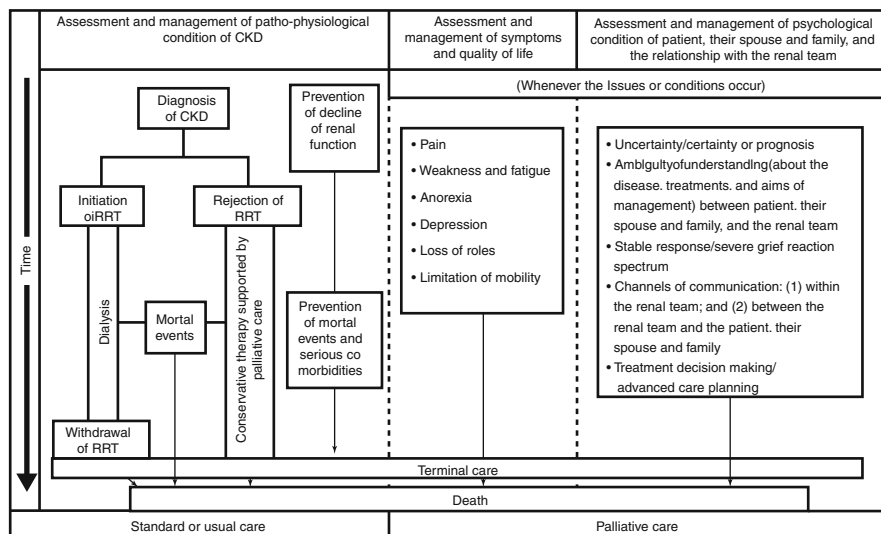 Assessment and management of patho-physiological
condition of CKD
Assessment and
management of symptoms
and quality of life
Assessment and management of psychological
condition of patient, their spouse and family, and
the relationship with the renal team
(Whenever the Issues or conditions occur)
Time
Diagnosis
of CKD
Prevention
of decline
of renal
function
Initiation
oiRRT
Rejection of
RRT
Dialysis
Mortal
events
Conservative therapy supported by
palliative care
Prevention
of mortal
events and
serious co
morbidities
Withdrawal
of RRT
• Pain
• Weakness and fatigue
• Anorexia
• Depression
• Loss of roles
• Limitation of mobility
• Uncertainty/certainty or prognosis
• Amblgultyofunderstandlng(about the
disease. treatments. and aims of
management) between patient. their
spouse and family, and the renal team
• Stable response/severe grief reaction
spectrum
• Channels of communication: (1) within
the renal team; and (2) between the
renal team and the patient. their
spouse and family
• Treatment decision making/
advanced care planning
Terminal care
Death
Standard or usual care
Palliative care